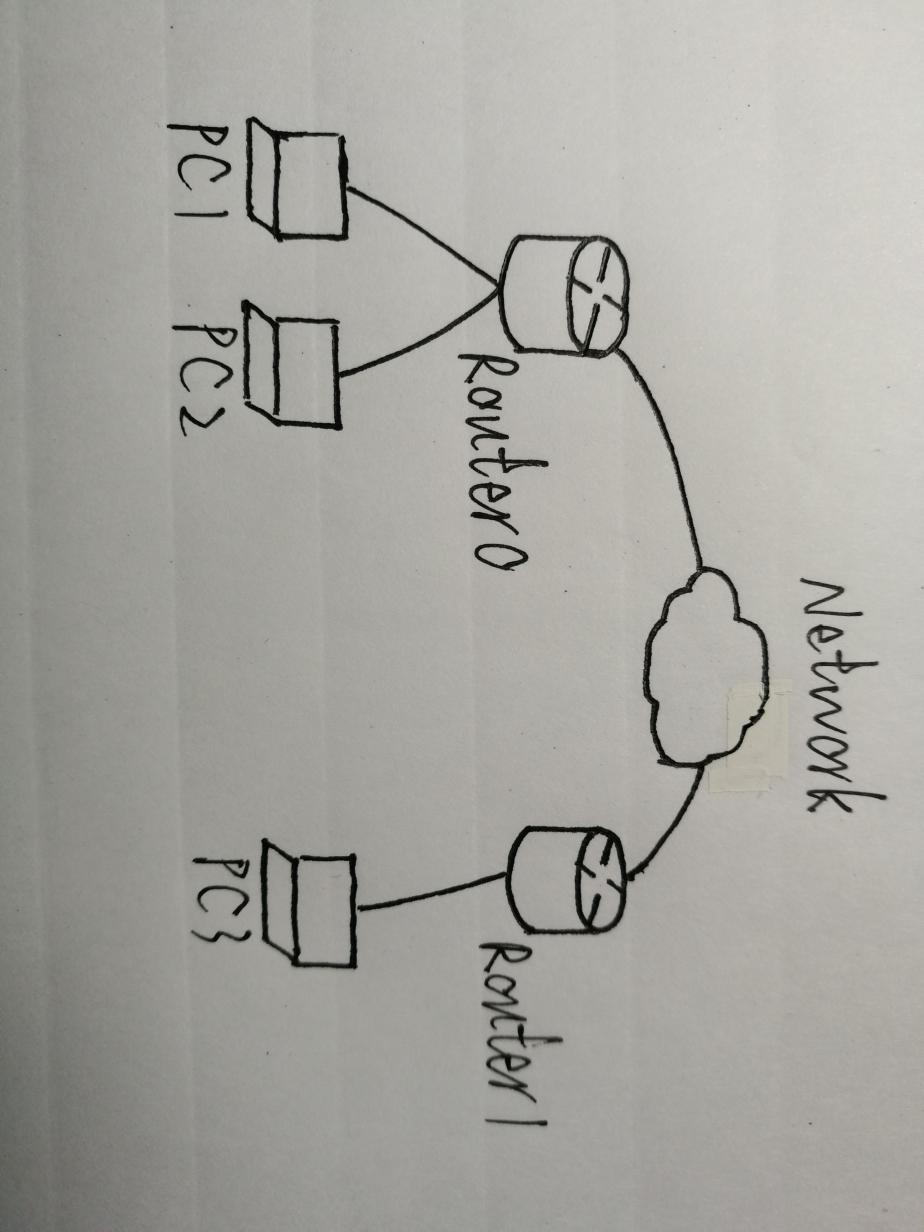 Network
Router0
Router1
PC1
PC2
PC3